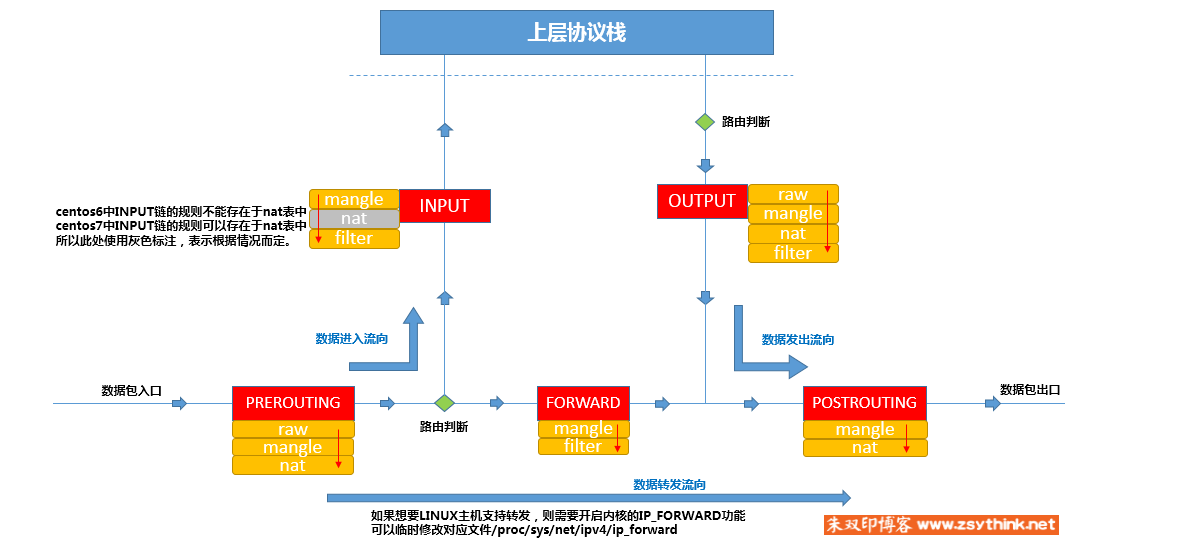 上层协议栈
路由判断
mangle
nat
filter
INPUT
OUTPUT
raw
mangle
nat
filter
centos6中INPUT链的规则不能存在于nat表中
centos7中INPUT链的规则可以存在于nat表中
所以此处使用灰色标注，表示根据情况而定。
数据进入流向
数据发出流向
数据包入口
PREROUTING
raw
mangle
nat
路由判断
FORWARD
mangle
filter
POSTROUTING
mangle
nat
数据包出口
数据转发流向
如果想要LINUX主机支持转发，则需要开启内核的IP_FORWARD功能
可以临时修改对应文件/proc/sys/net/ipv4/ip_forward
朱双印博客 www.zsythink.net